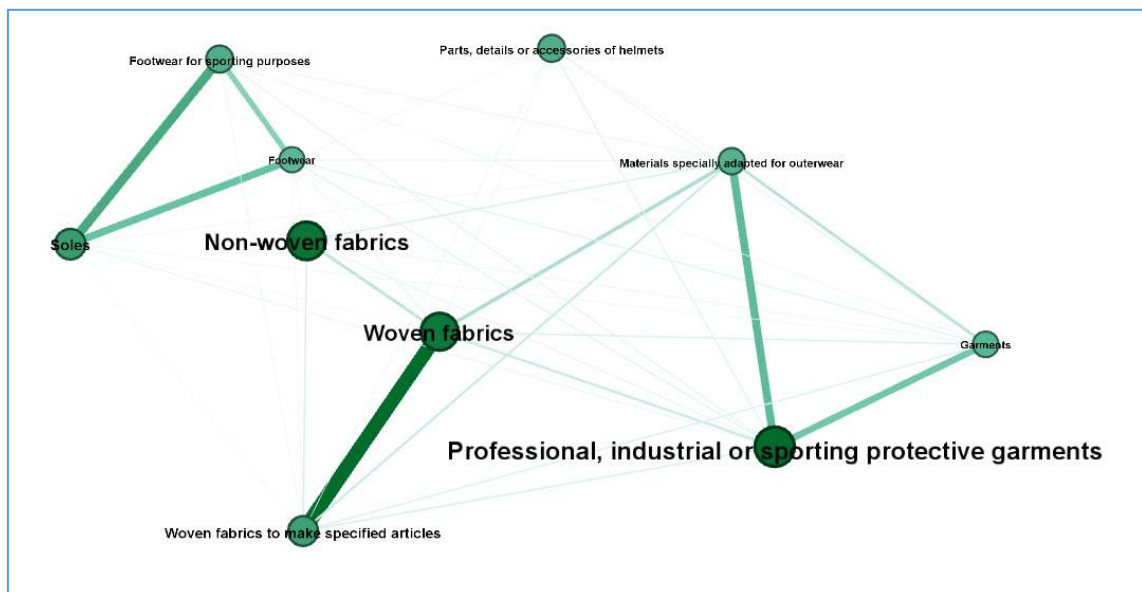 Parts, details or accessories of helmets
Footwear for sporting purposes
Footwear
Materials specially adapted for outerwear
Non-woven fabrics
Soles
Woven fabrics
Garments
Professional, industrial or sporting protective garments
Woven fabrics to make specified articles